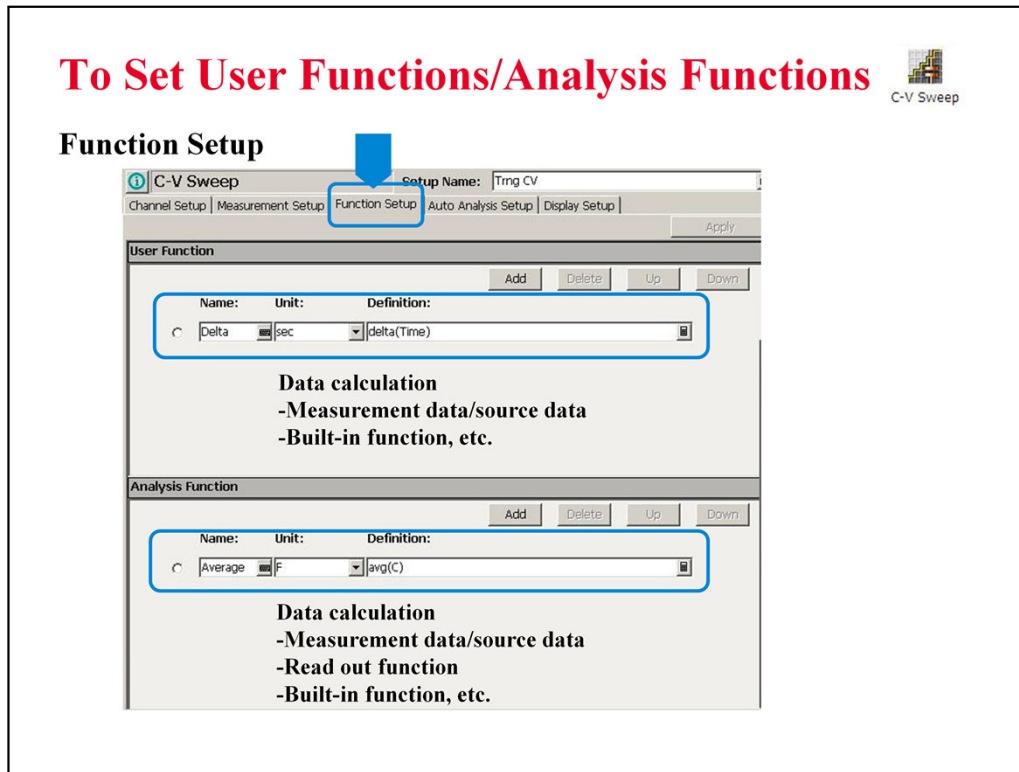 To Set User Functions/Analysis Functions
C-V Sweep
Function Setup
C-V Sweep Setup Name: Trng CV
Channel Setup | Measurement Setup | Function Setup | Auto Analysis Setup | Display Setup
Apply
User Function
Add Delete Up Down
Name: Unit: Definition:
Delta sec delta(Time)
Data calculation
-Measurement data/source data
-Built-in function, etc.
Analysis Function
Add Delete Up Down
Name: Unit: Definition:
Average F avg(C)
Data calculation
-Measurement data/source data
-Read out function
-Built-in function, etc.